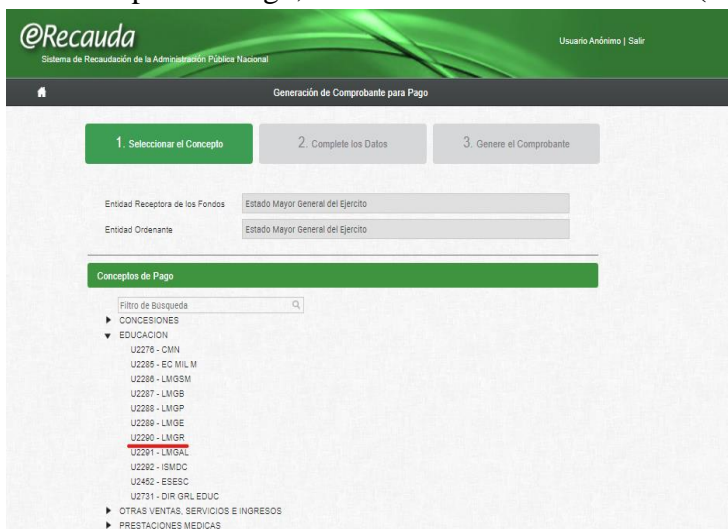 @Recauda
Sistema de Recaudación de la Administración Pública Nacional
Usuario Anónimo | Salir
Generación de Comprobante para Pago
1. Seleccionar el Concepto
2. Complete los Datos
3. Genere el Comprobante
Entidad Receptora de los Fondos Estado Mayor General del Ejercito
Entidad Ordenante Estado Mayor General del Ejercito
Conceptos de Pago
Filtro de Búsqueda
CONCESIONES
EDUCACION
U2276 - CMN
U2285 - EC MIL M
U2286 - LMGSM
U2287 - LMGB
U2288 - LMGP
U2289 - LMGE
U2290 - LMGR
U2291 - LMGAL
U2292 - ISMDC
U2452 - ESESC
U2731 - DIR GRL EDUC
OTRAS VENTAS, SERVICIOS E INGRESOS
PRESTACIONES MEDICAS